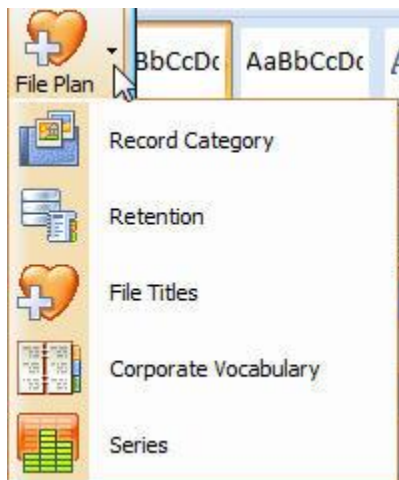 BbCcDc AaBbCcDc
File Plan
Record Category
Retention
File Titles
Corporate Vocabulary
Series